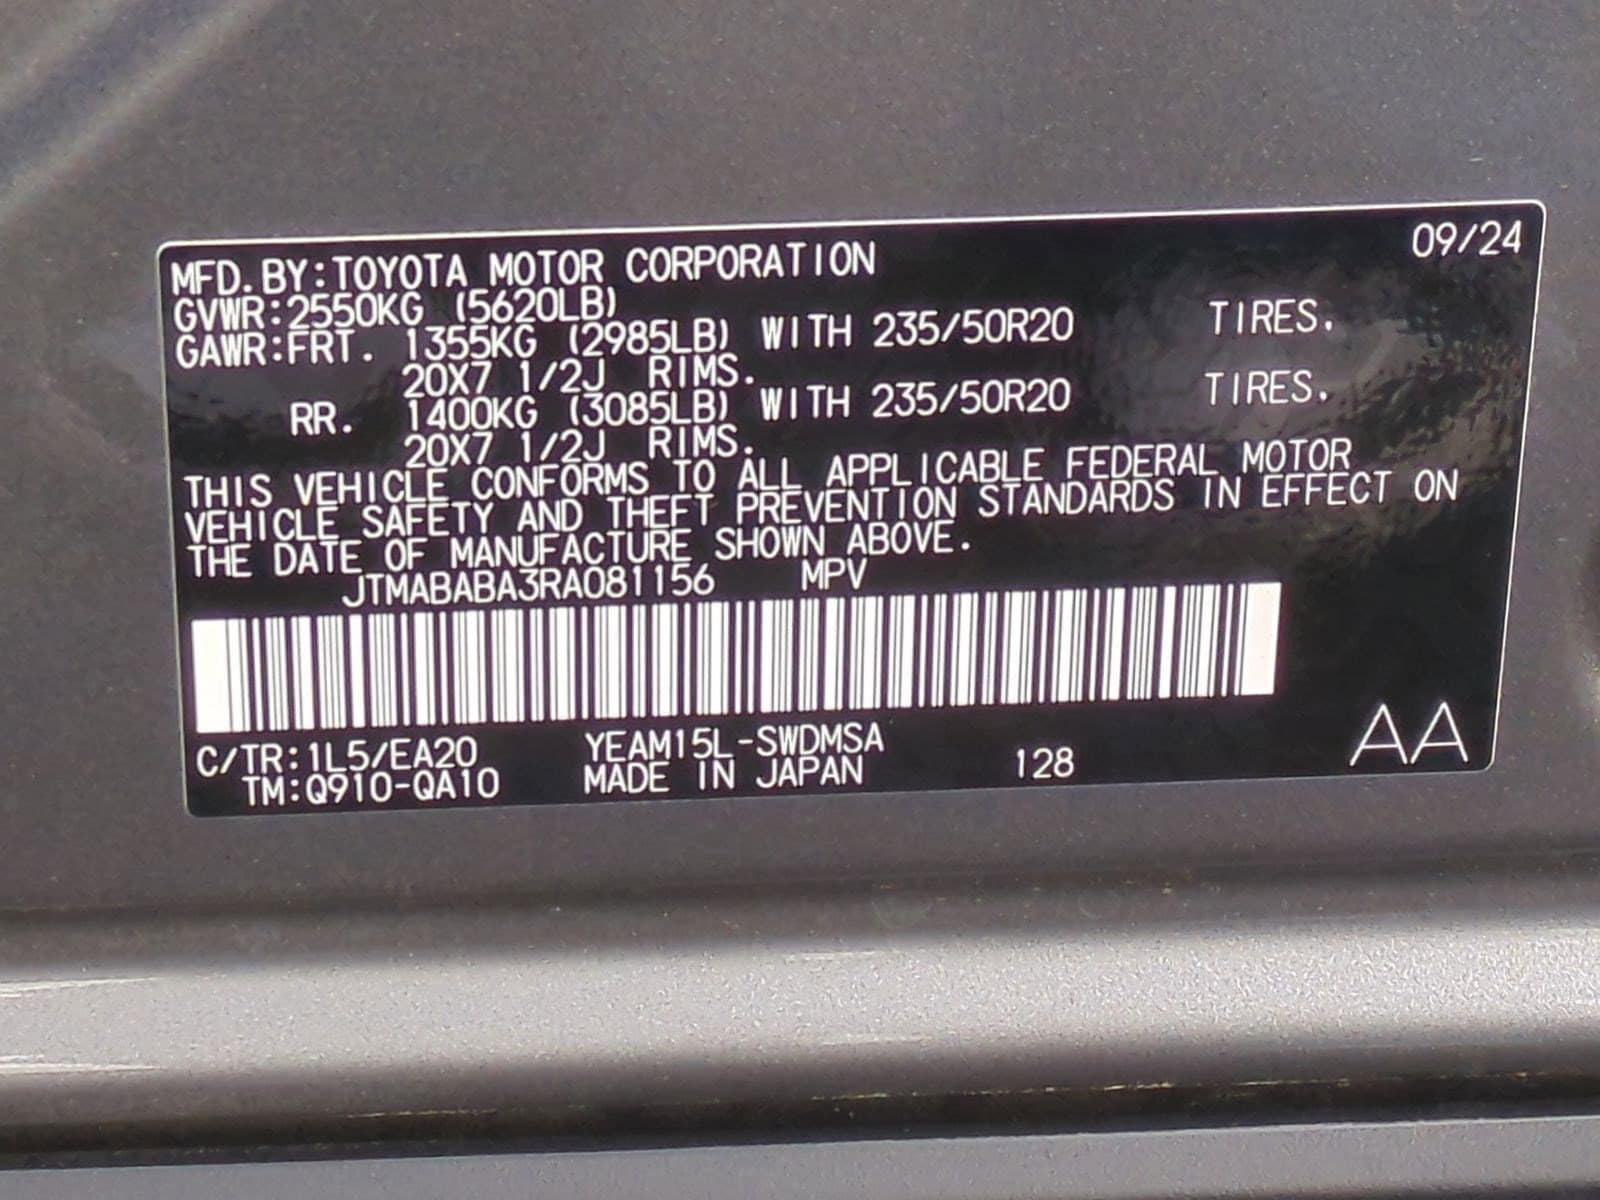 09/24
MFD. BY:TOYOTA MOTOR CORPORATION
GVWR:2550KG (5620LB)
GAWR:FRT. 1355KG (2985LB) WITH 235/50R20 TIRES.
20X7 1/2J RIMS.
RR. 1400KG (3085LB) WITH 235/50R20 TIRES.
20X7 1/2J RIMS.
THIS VEHICLE CONFORMS TO ALL APPLICABLE FEDERAL MOTOR
VEHICLE SAFETY AND THEFT PREVENTION STANDARDS IN EFFECT ON
THE DATE OF MANUFACTURE SHOWN ABOVE.
JTMABABA3RA081156 MPV
C/TR:1L5/EA20 YEAM15L-SWDMSA
TM:Q910-QA10 MADE IN JAPAN 128 AA